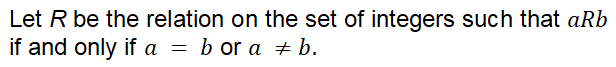 Let R be the relation on the set of integers such that aRb
if and only if a = b or a ≠ b.